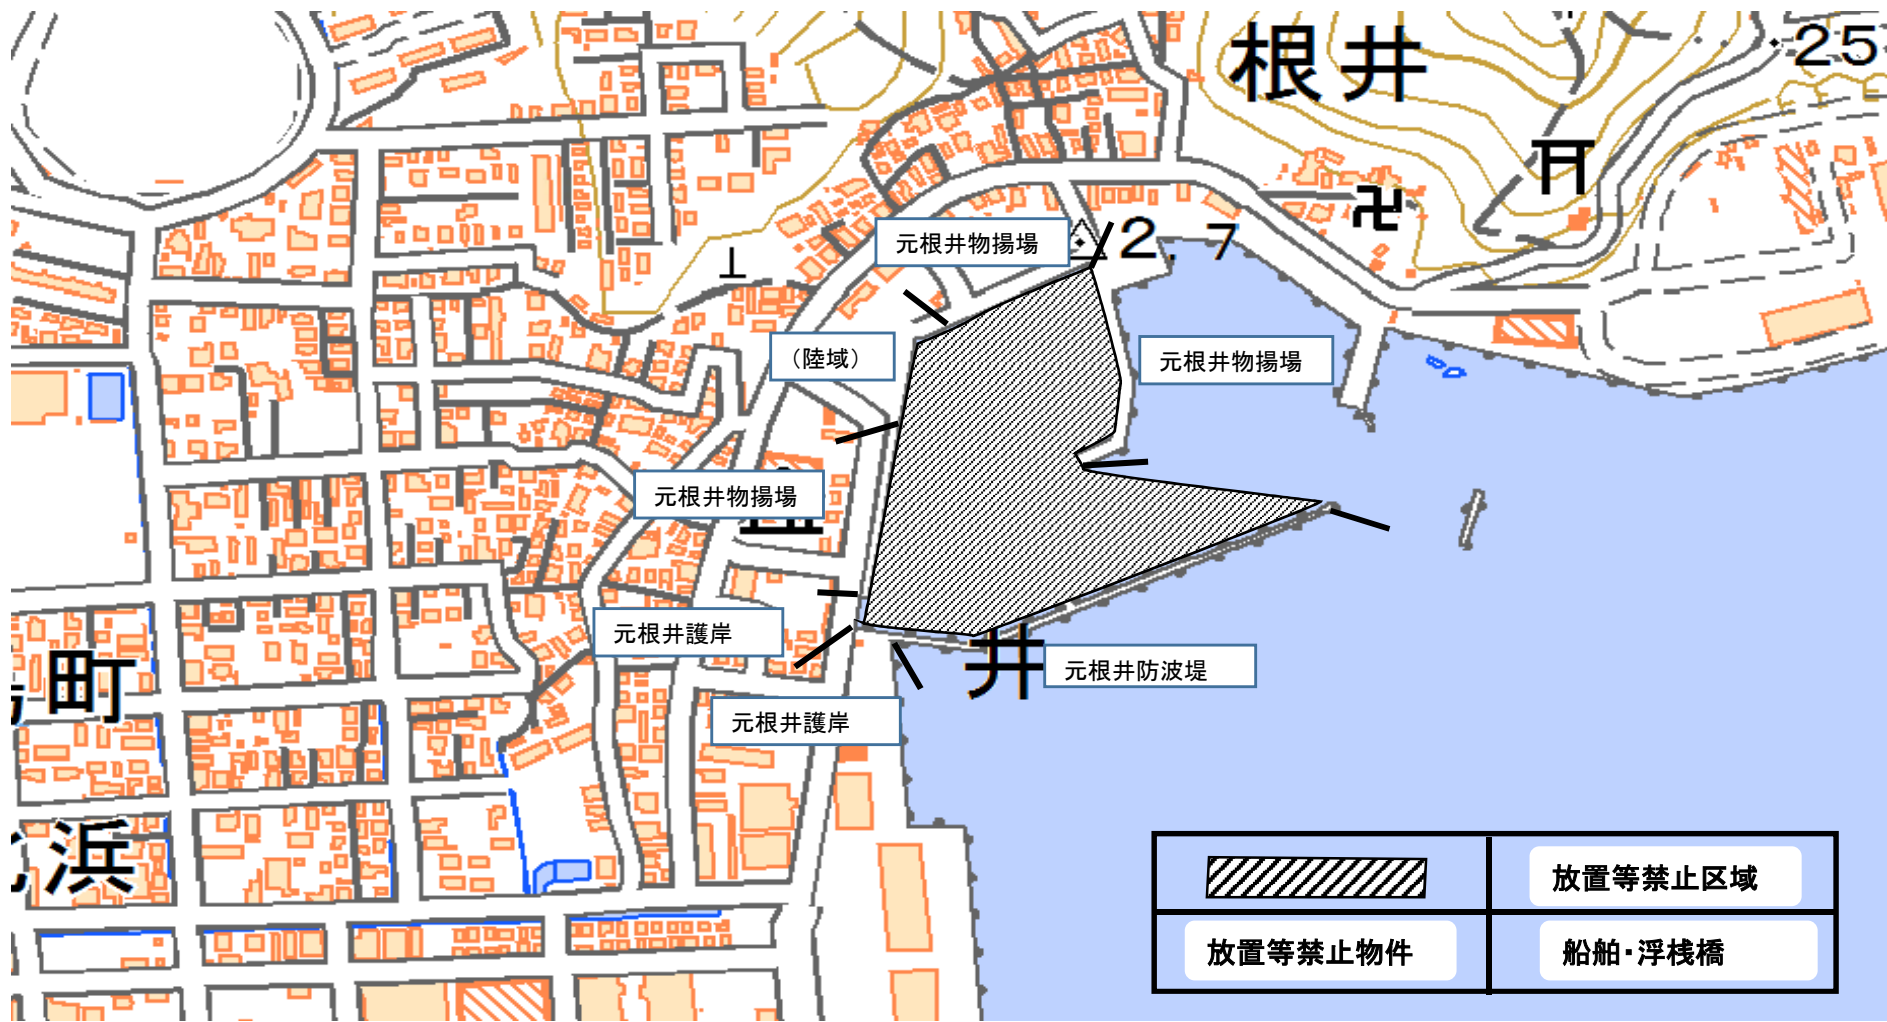 根井
25
元根井物揚場
2.7
（陸域）
元根井物揚場
元根井物揚場
元根井護岸
井
元根井防波堤
町
元根井護岸
浜
放置等禁止区域
放置等禁止物件
船舶・浮桟橋